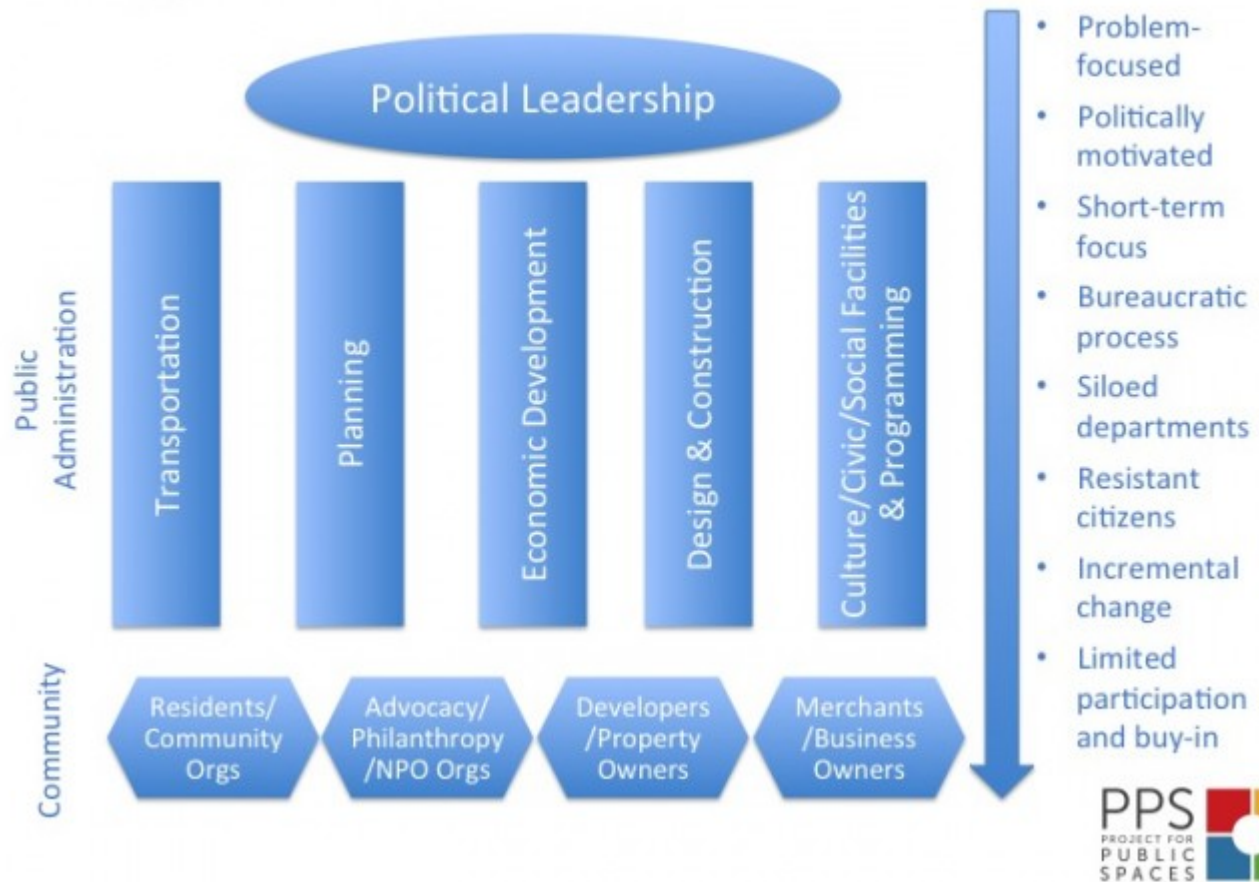 Political Leadership
Public
Administration
Transportation
Planning
Economic Development
Design & Construction
Culture/Civic/Social Facilities
& Programming
Community
Residents/
Community
Orgs
Advocacy/
Philanthropy
/NPO Orgs
Developers
/Property
Owners
Merchants
/Business
Owners
• Problem-
focused
• Politically
motivated
• Short-term
focus
• Bureaucratic
process
• Siloed
departments
• Resistant
citizens
• Incremental
change
• Limited
participation
and buy-in
PPS
PROJECT FOR
PUBLIC
SPACES